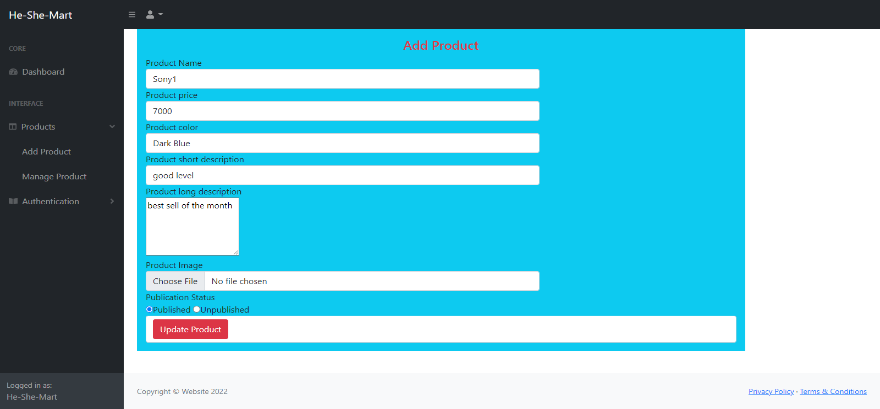 He-She-Mart
CORE
Dashboard
INTERFACE
Products
Add Product
Manage Product
Authentication
Logged in as:
He-She-Mart
Add Product
Product Name
Sony1
Product price
7000
Product color
Dark Blue
Product short description
good level
Product long description
best sell of the month
Product Image
Choose File No file chosen
Publication Status
Published Unpublished
Update Product
Copyright © Website 2022
Privacy Policy · Terms & Conditions